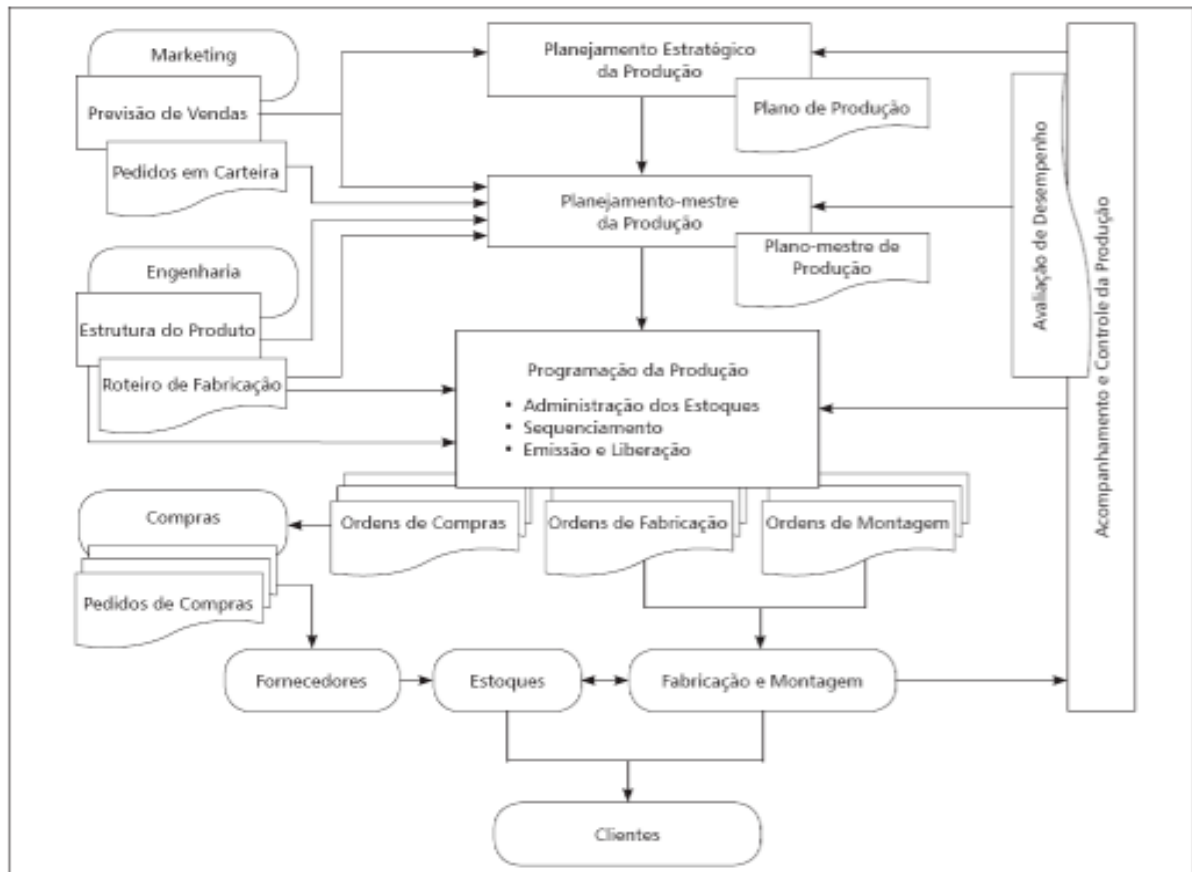 Marketing
Previsão de Vendas
Pedidos em Carteira
Planejamento Estratégico
da Produção
Plano de Produção
Planejamento-mestre
da Produção
Plano-mestre de
Produção
Engenharia
Estrutura do Produto
Roteiro de Fabricação
Programação da Produção
• Administração dos Estoques
• Sequenciamento
• Emissão e Liberação
Avaliação de Desempenho
Acompanhamento e Controle da Produção
Compras
Pedidos de Compras
Ordens de Compras
Ordens de Fabricação
Ordens de Montagem
Fornecedores
Estoques
Fabricação e Montagem
Clientes